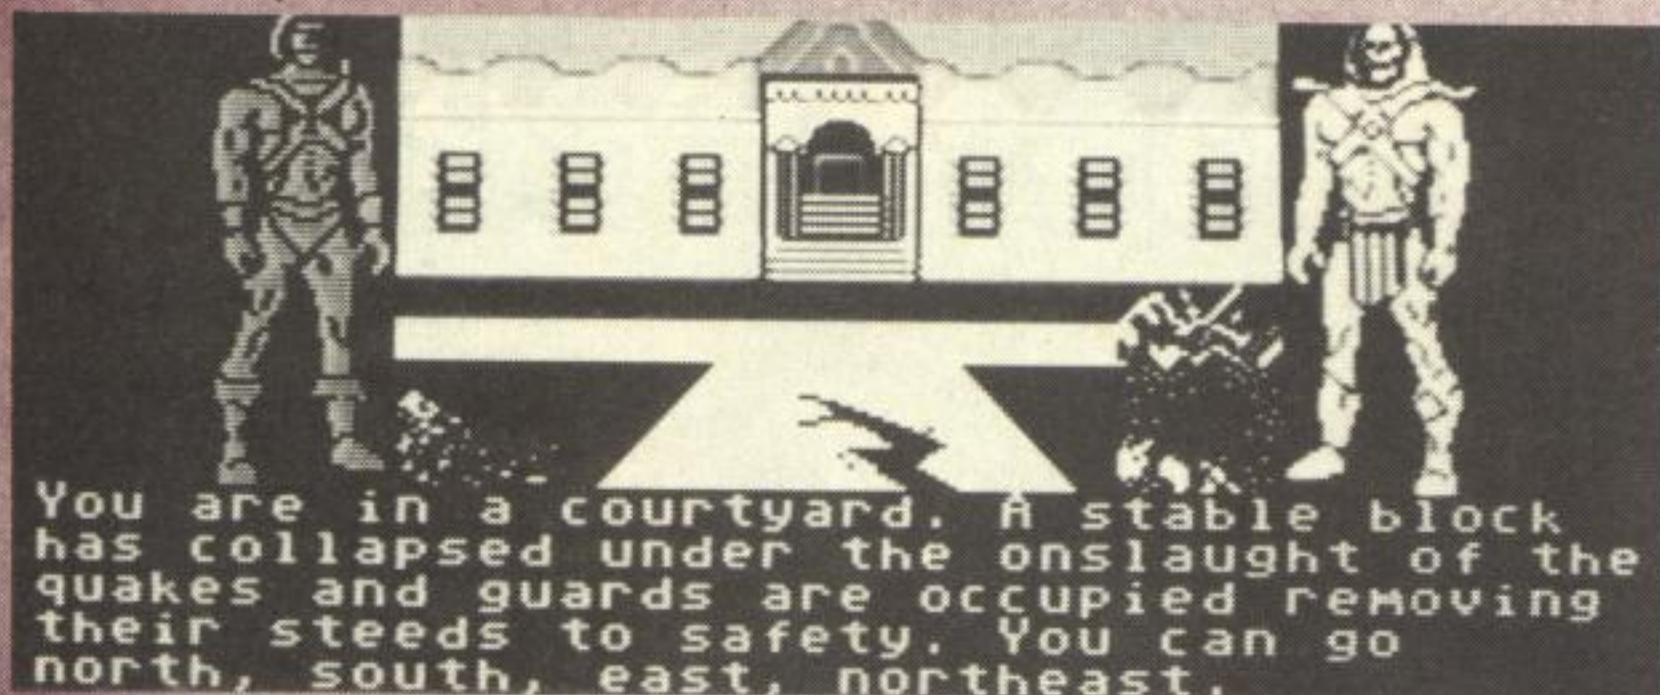 You are in a courtyard. A stable block
has collapsed under the onslaught of the
quakes and guards are occupied removing
their steeds to safety. You can go
north, south, east, northeast.